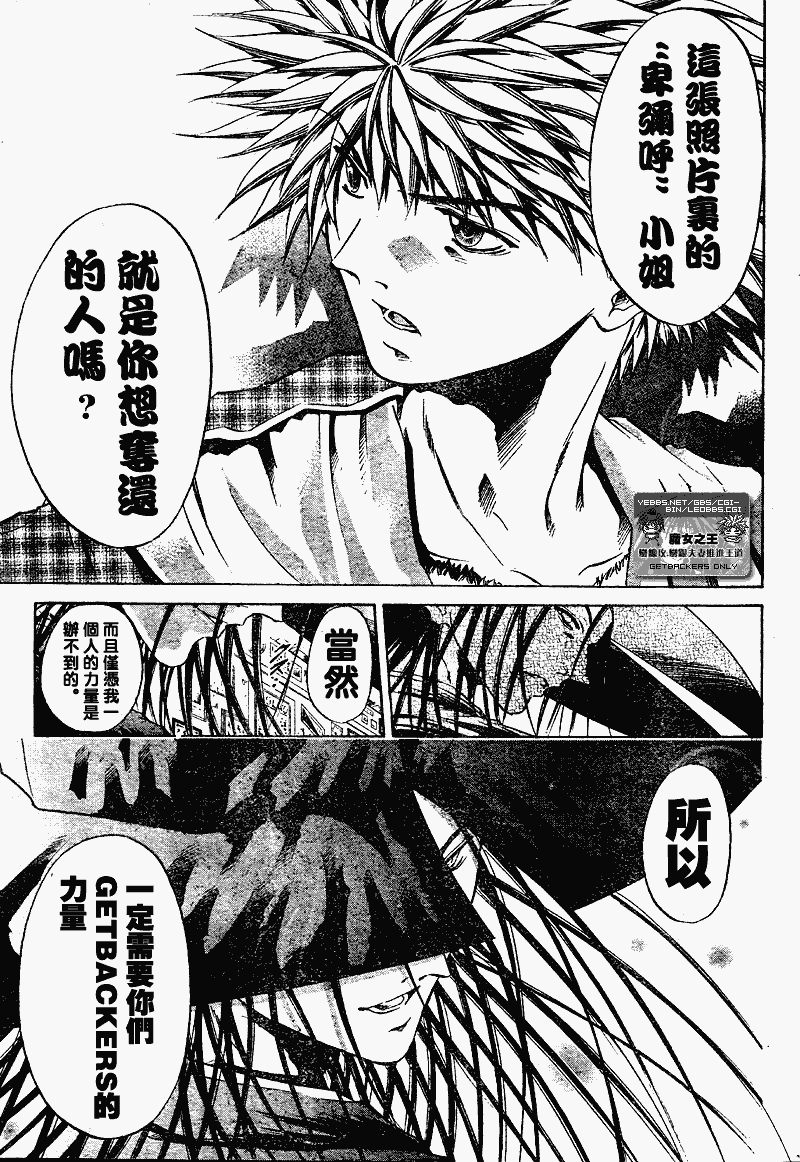 這張照片裏的
"卑彌呼"小姐
就是你想奪還
的人嗎？
YEBBS.NET/GBS/CGI-
BIN/LEOBBS.CGI
魔女之王
GETBACKERS ONLY
當然
而且僅憑我一
個人的力量是
辦不到的。
所以
一定需要你們
GETBACKERS的
力量